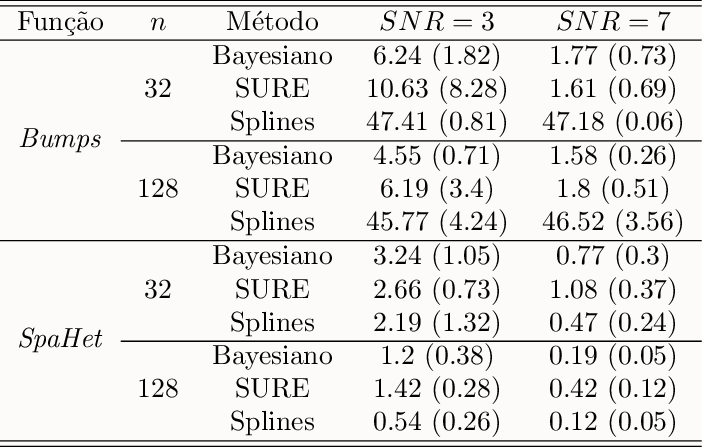 Função n Método SNR = 3 SNR = 7
Bayesiano 6.24 (1.82) 1.77 (0.73)
32 SURE 10.63 (8.28) 1.61 (0.69)
Splines 47.41 (0.81) 47.18 (0.06)
Bumps
Bayesiano 4.55 (0.71) 1.58 (0.26)
128 SURE 6.19 (3.4) 1.8 (0.51)
Splines 45.77 (4.24) 46.52 (3.56)
Bayesiano 3.24 (1.05) 0.77 (0.3)
32 SURE 2.66 (0.73) 1.08 (0.37)
Splines 2.19 (1.32) 0.47 (0.24)
SpaHet
Bayesiano 1.2 (0.38) 0.19 (0.05)
128 SURE 1.42 (0.28) 0.42 (0.12)
Splines 0.54 (0.26) 0.12 (0.05)